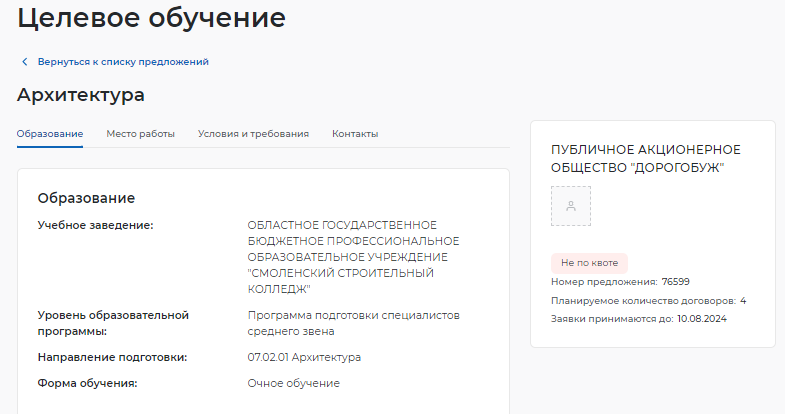 Целевое обучение
Вернуться к списку предложений
Архитектура
Образование Место работы Условия и требования Контакты
Образование
Учебное заведение:
ОБЛАСТНОЕ ГОСУДАРСТВЕННОЕ
БЮДЖЕТНОЕ ПРОФЕССИОНАЛЬНОЕ
ОБРАЗОВАТЕЛЬНОЕ УЧРЕЖДЕНИЕ
"СМОЛЕНСКИЙ СТРОИТЕЛЬНЫЙ
КОЛЛЕДЖ"
Уровень образовательной
программы:
Программа подготовки специалистов
среднего звена
Направление подготовки:
07.02.01 Архитектура
Форма обучения:
Очное обучение
ПУБЛИЧНОЕ АКЦИОНЕРНОЕ
ОБЩЕСТВО "ДОРОГОБУЖ"
Не по квоте
Номер предложения: 76599
Планируемое количество договоров: 4
Заявки принимаются до: 10.08.2024